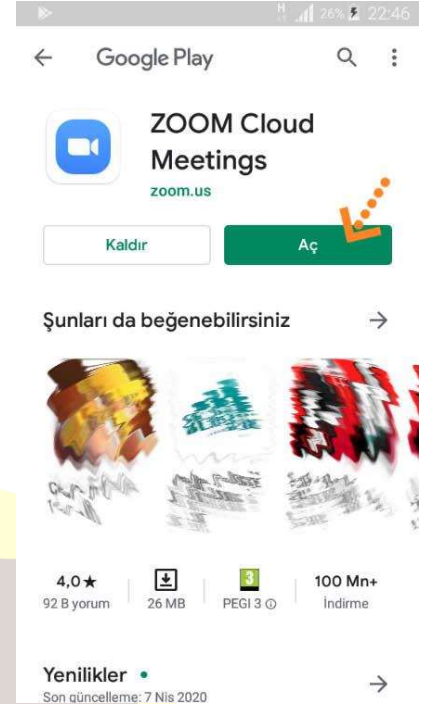 H 26% 22:46
Google Play
ZOOM Cloud
Meetings
zoom.us
Kaldır
Aç
Şunları da beğenebilirsiniz
4,0★
92 B yorum
26 MB
3
PEGI 3
100 Mn+
İndirme
Yenilikler •
Son güncelleme: 7 Nis 2020